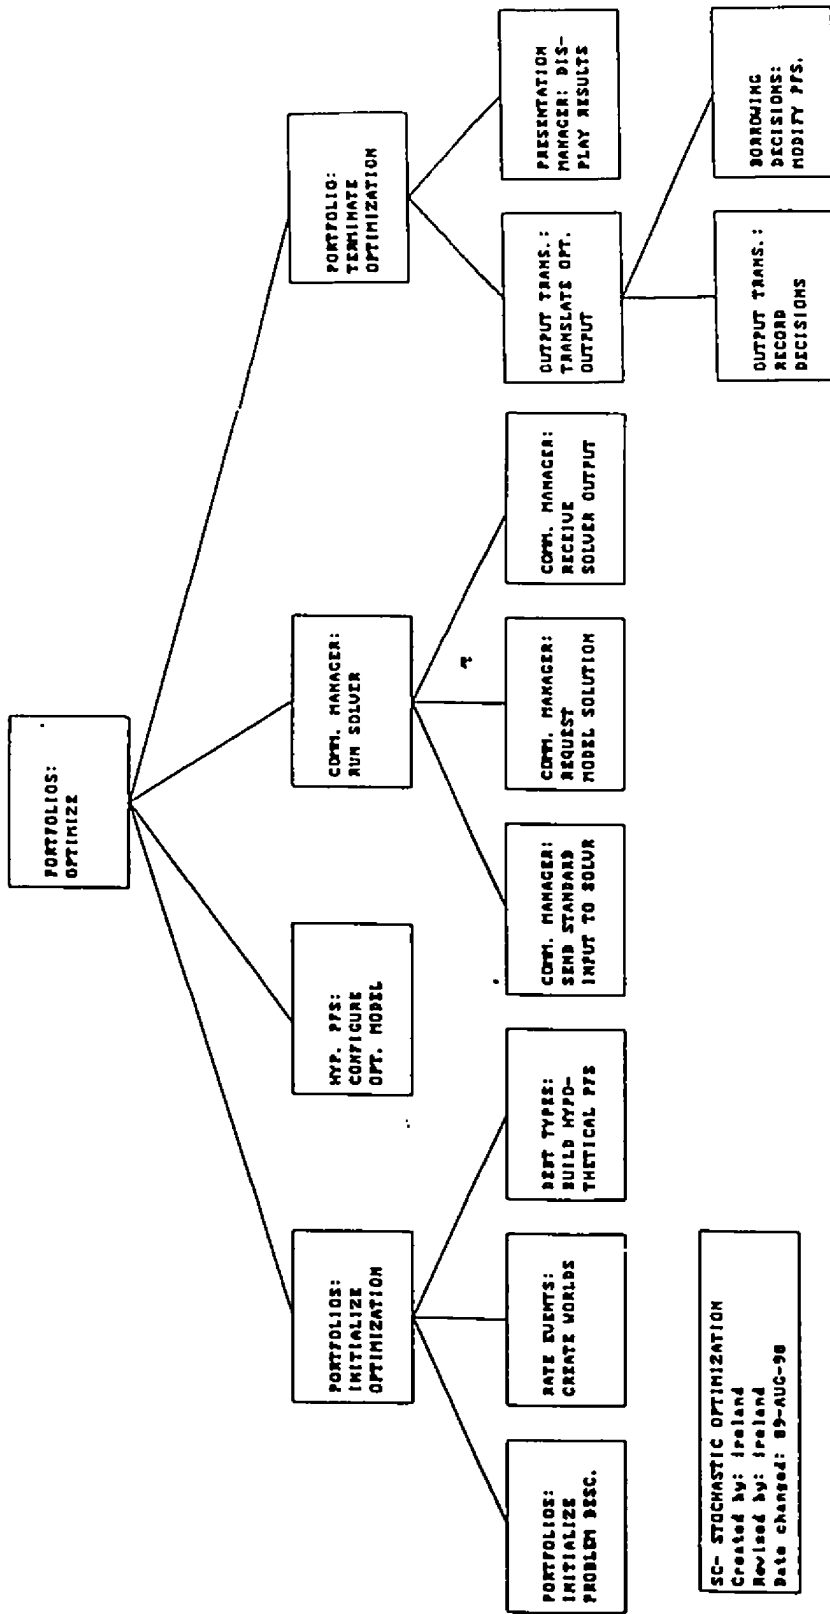 PORTFOLIOS:
OPTIMIZE
PORTFOLIOS:
INITIALIZE
OPTIMIZATION
HYP. PFS:
CONFIGURE
OPT. MODEL
COMM. MANAGER:
RUN SOLVER
PORTFOLIO:
TERMINATE
OPTIMIZATION
PORTFOLIOS:
INITIALIZE
PROBLEM DESC.
RATE EVENTS:
CREATE WORLDS
DEBT TYPES:
BUILD HYPO-
THETICAL PFS
COMM. MANAGER:
SEND STANDARD
INPUT TO SOLVR
COMM. MANAGER:
REQUEST
MODEL SOLUTION
COMM. MANAGER:
RECEIVE
SOLVER OUTPUT
OUTPUT TRANS.:
TRANSLATE OPT.
OUTPUT
PRESENTATION
MANAGER: DIS-
PLAY RESULTS
OUTPUT TRANS.:
RECORD
DECISIONS
BORROWING
DECISIONS:
MODIFY PFS.
SC- STOCHASTIC OPTIMIZATION
Created by: ireland
Revised by: ireland
Date changed: 09-AUG-90